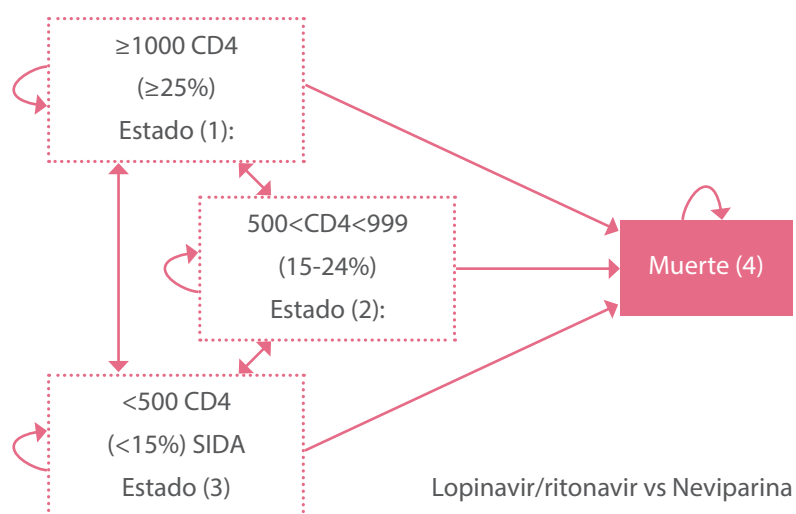 ≥1000 CD4
(≥25%)
Estado (1):
500<CD4<999
(15-24%)
Estado (2):
Muerte (4)
<500 CD4
(<15%) SIDA
Estado (3)
Lopinavir/ritonavir vs Neviparina